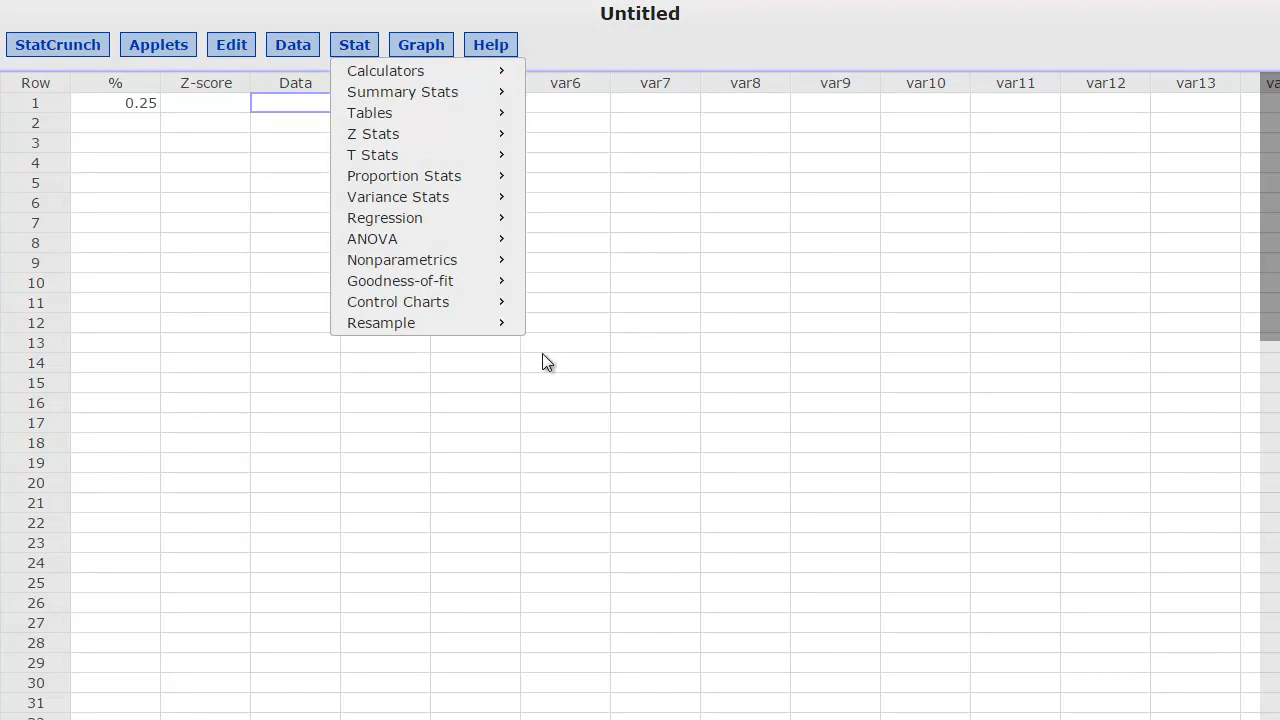 Untitled
StatCrunch Applets Edit Data Stat Graph Help
Row % Z-score Data var6 var7 var8 var9 var10 var11 var12 var13
Calculators
Summary Stats
Tables
Z Stats
T Stats
Proportion Stats
Variance Stats
Regression
ANOVA
Nonparametrics
Goodness-of-fit
Control Charts
Resample
1 0.25
2
3
4
5
6
7
8
9
10
11
12
13
14
15
16
17
18
19
20
21
22
23
24
25
26
27
28
29
30
31